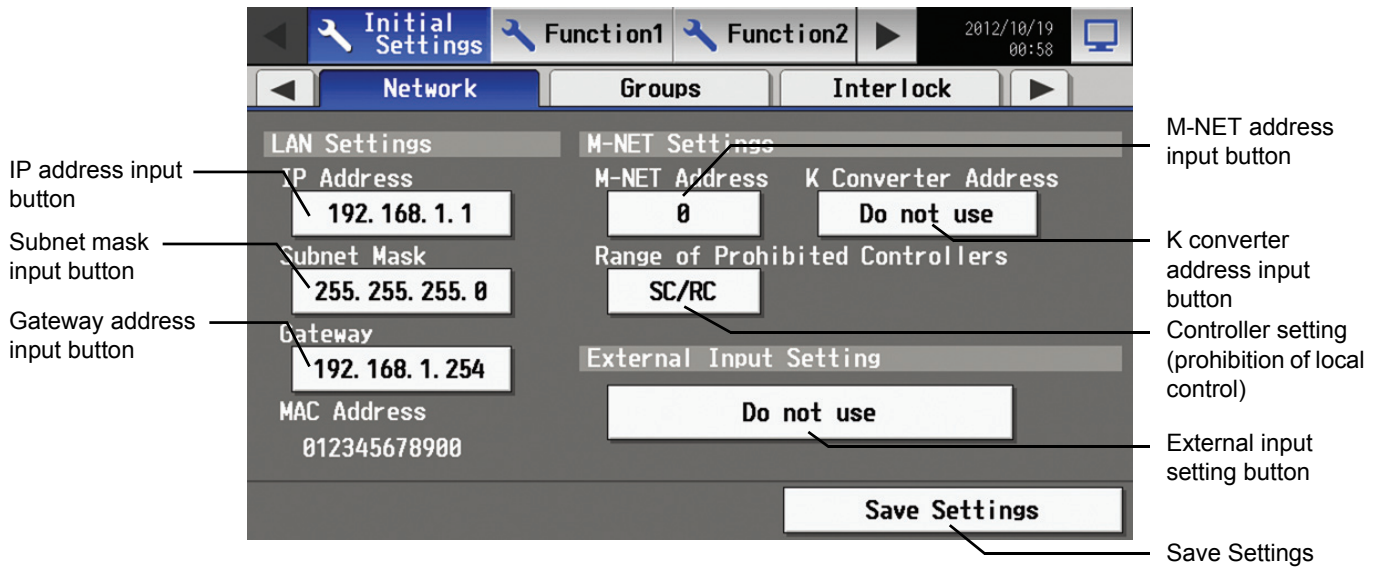 Initial
Settings
Function1
Function2
2012/10/19
00:58
Network
Groups
Interlock
LAN Settings
IP Address
192.168.1.1
Subnet Mask
255.255.255.0
Gateway
192.168.1.254
MAC Address
012345678900
M-NET Settings
M-NET Address
0
K Converter Address
Do not use
Range of Prohibited Controllers
SC/RC
External Input Setting
Do not use
Save Settings
IP address input
button
Subnet mask
input button
Gateway address
input button
M-NET address
input button
K converter
address input
button
Controller setting
(prohibition of local
control)
External input
setting button
Save Settings